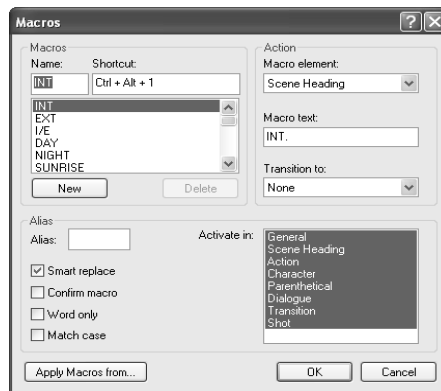 Macros
Macros
Name: Shortcut:
INT Ctrl + Alt + 1
INT
EXT
I/E
DAY
NIGHT
SUNRISE
New Delete
Action
Macro element:
Scene Heading
Macro text:
INT.
Transition to:
None
Alias
Alias:
Smart replace
Confirm macro
Word only
Match case
Activate in:
General
Scene Heading
Action
Character
Parenthetical
Dialogue
Transition
Shot
Apply Macros from... OK Cancel